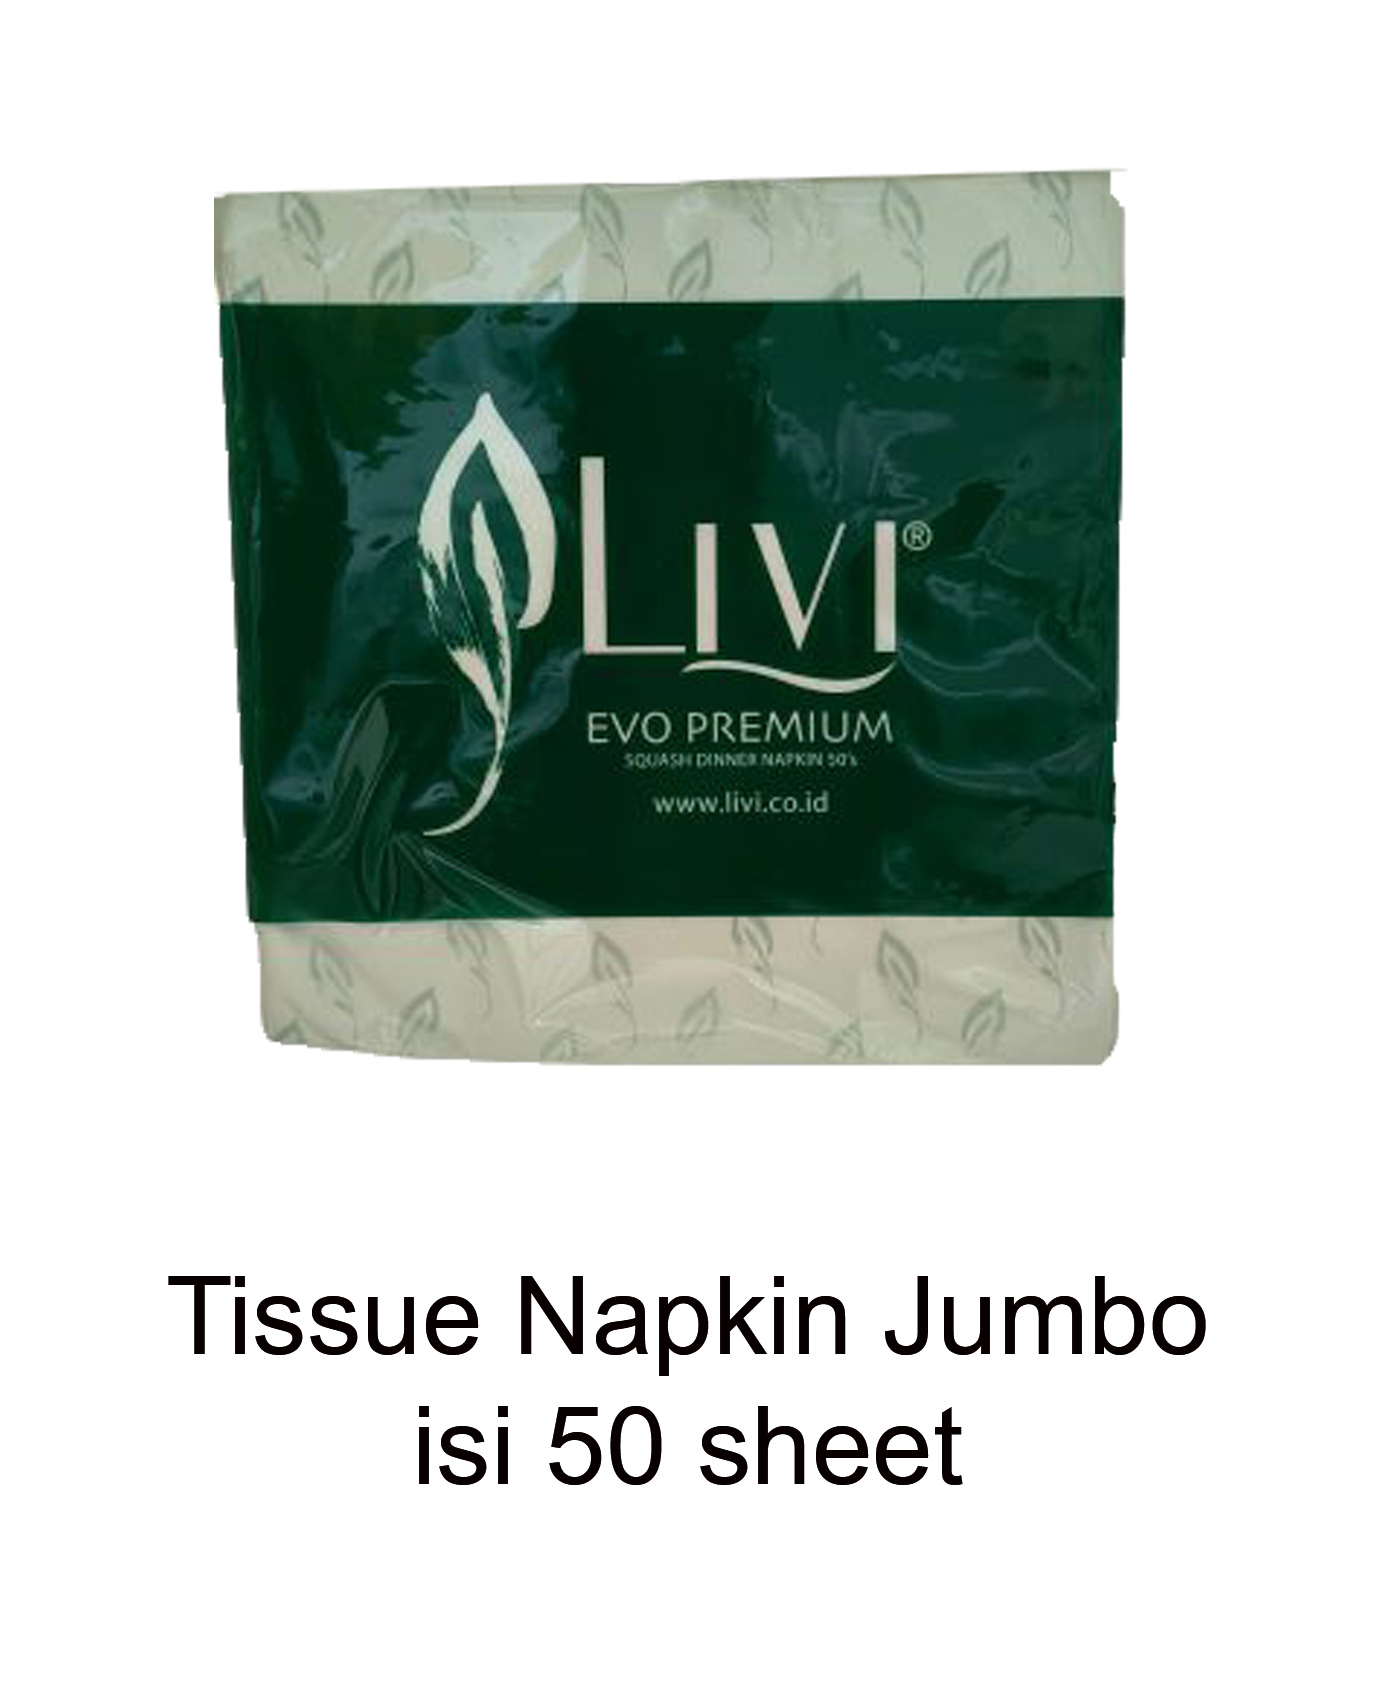 LIVI®
EVO PREMIUM
SQUASH DINNER NAPKIN 50's
www.livi.co.id
Tissue Napkin Jumbo
isi 50 sheet